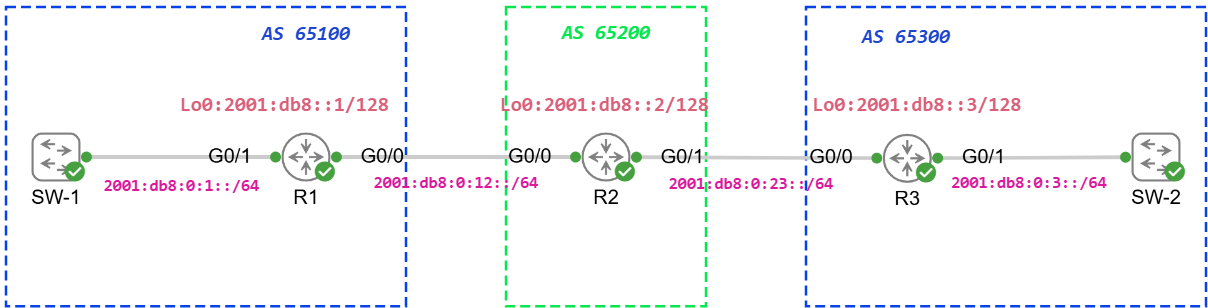 AS 65100
AS 65200
AS 65300
Lo0:2001:db8::1/128
Lo0:2001:db8::2/128
Lo0:2001:db8::3/128
G0/1
G0/0
G0/0
G0/1
G0/0
G0/1
2001:db8:0:1::/64
2001:db8:0:12::/64
2001:db8:0:23::/64
2001:db8:0:3::/64
SW-1
R1
R2
R3
SW-2